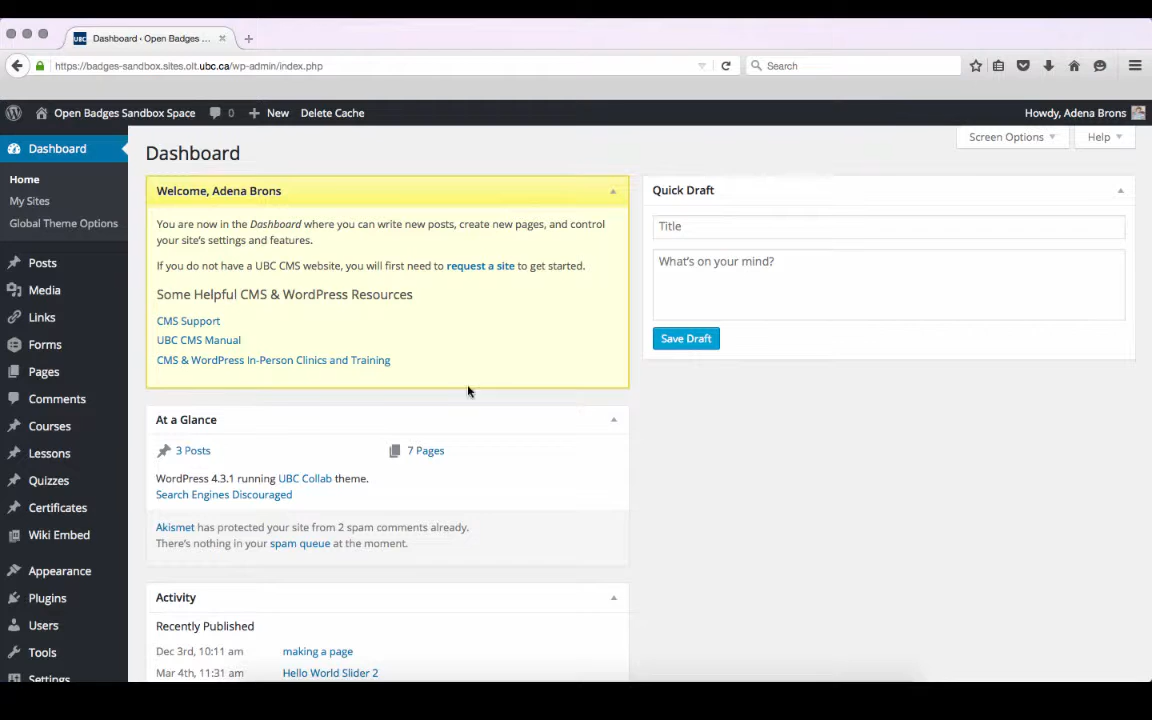 UBC Dashboard ‹ Open Badges ... × +
https://badges-sandbox.sites.olt.ubc.ca/wp-admin/index.php Search
Open Badges Sandbox Space 0 + New Delete Cache Howdy, Adena Brons
Screen Options Help
Dashboard
Home
My Sites
Global Theme Options
Posts
Media
Links
Forms
Pages
Comments
Courses
Lessons
Quizzes
Certificates
Wiki Embed
Appearance
Plugins
Users
Tools
Settings
Dashboard
Welcome, Adena Brons
You are now in the Dashboard where you can write new posts, create new pages, and control
your site's settings and features.
If you do not have a UBC CMS website, you will first need to request a site to get started.
Some Helpful CMS & WordPress Resources
CMS Support
UBC CMS Manual
CMS & WordPress In-Person Clinics and Training
At a Glance
3 Posts 7 Pages
WordPress 4.3.1 running UBC Collab theme.
Search Engines Discouraged
Akismet has protected your site from 2 spam comments already.
There's nothing in your spam queue at the moment.
Activity
Recently Published
Dec 3rd, 10:11 am making a page
Mar 4th, 11:31 am Hello World Slider 2
Quick Draft
Title
What's on your mind?
Save Draft